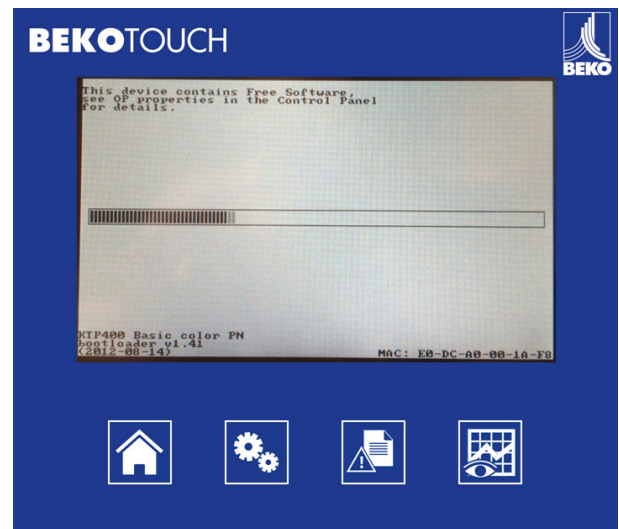 BEKOTOUCH
BEKO
This device contains Free Software,
see OP properties in the Control Panel
for details.
KTP400 Basic color PN
bootloader v1.41
(2012-08-14)
MAC: E0-DC-A0-00-1A-F8